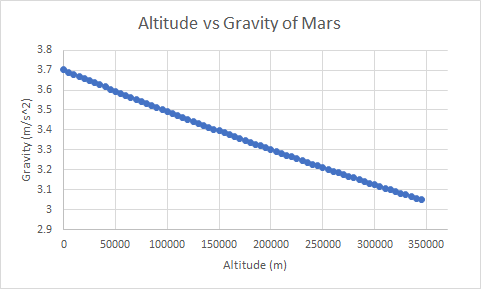 Altitude vs Gravity of Mars
3.8
3.7
3.6
3.5
3.4
3.3
3.2
3.1
3
2.9
Gravity (m/s^2)
0 50000 100000 150000 200000 250000 300000 350000
Altitude (m)